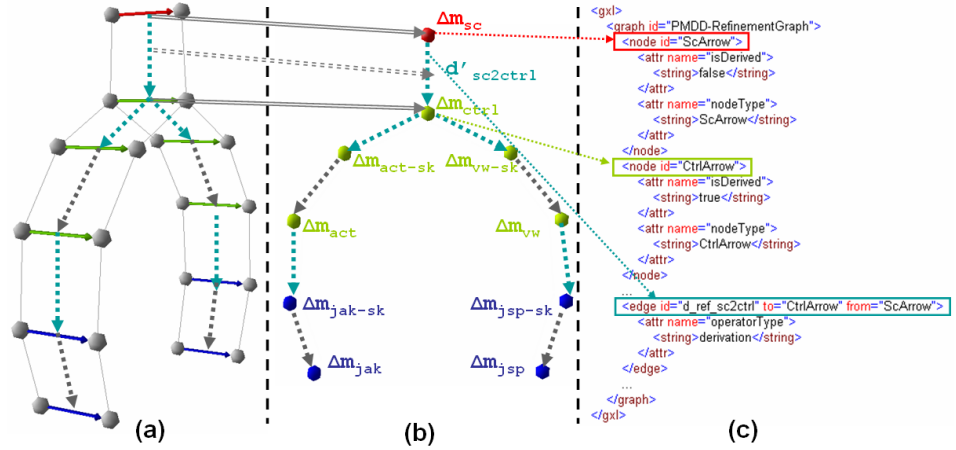 Δm_sc
d'_sc2ctrl
Δm_ctrl
Δm_act-sk Δm_vw-sk
Δm_act Δm_vw
Δm_jak-sk Δm_jsp-sk
Δm_jak Δm_jsp
(a) (b) (c)
<gxl>
<graph id="PMDD-RefinementGraph">
<node id="ScArrow">
<attr name="isDerived">
<string>false</string>
</attr>
<attr name="nodeType">
<string>ScArrow</string>
</attr>
</node>
<node id="CtrlArrow">
<attr name="isDerived">
<string>true</string>
</attr>
<attr name="nodeType">
<string>CtrlArrow</string>
</attr>
</node>
...
<edge id="d_ref_sc2ctrl" to="CtrlArrow" from="ScArrow">
<attr name="operatorType">
<string>derivation</string>
</attr>
</edge>
...
</graph>
</gxl>